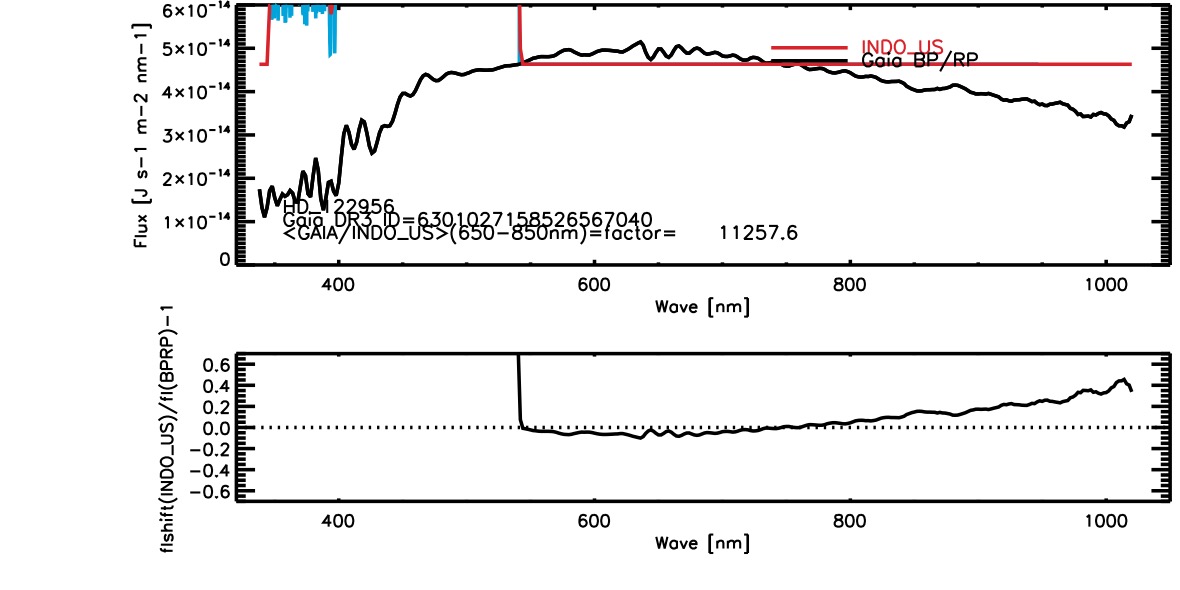 6×10−14
5×10−14
4×10−14
3×10−14
2×10−14
1×10−14
0
Flux [J s−1 m−2 nm−1]
INDO_US
Gaia BP/RP
HD_122956
Gaia DR3 ID=6301027158526567040
<GAIA/INDO_US>(650−850nm)=factor= 11257.6
400 600 800 1000
Wave [nm]
flshift(INDO_US)/fl(BPRP)−1
0.6
0.4
0.2
0.0
−0.2
−0.4
−0.6
400 600 800 1000
Wave [nm]